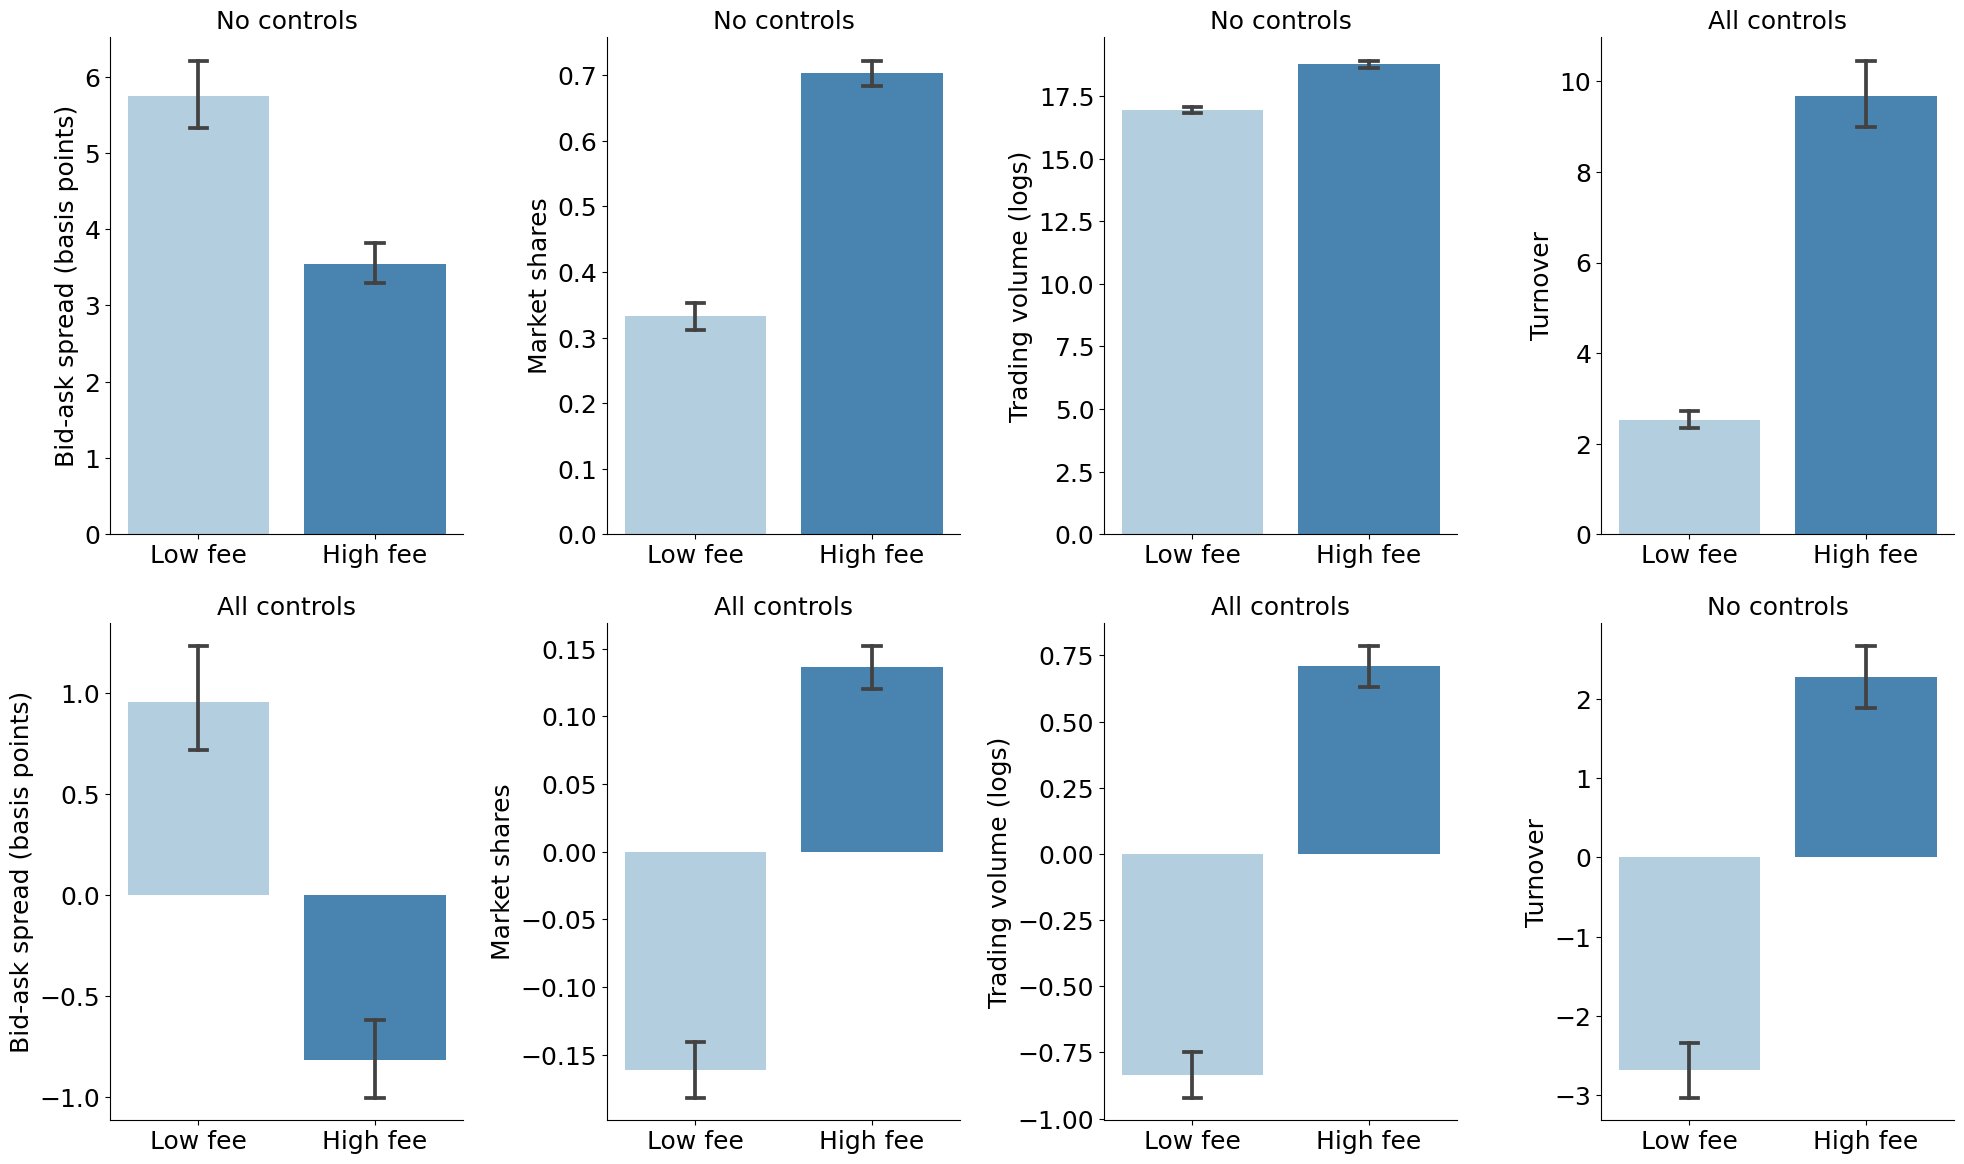 No controls
Bid-ask spread (basis points)
6
5
4
3
2
1
0
Low fee
High fee
No controls
Market shares
0.7
0.6
0.5
0.4
0.3
0.2
0.1
0.0
Low fee
High fee
No controls
Trading volume (logs)
17.5
15.0
12.5
10.0
7.5
5.0
2.5
0.0
Low fee
High fee
All controls
Turnover
10
8
6
4
2
0
Low fee
High fee
All controls
Bid-ask spread (basis points)
1.0
0.5
0.0
−0.5
−1.0
Low fee
High fee
All controls
Market shares
0.15
0.10
0.05
0.00
−0.05
−0.10
−0.15
Low fee
High fee
All controls
Trading volume (logs)
0.75
0.50
0.25
0.00
−0.25
−0.50
−0.75
−1.00
Low fee
High fee
No controls
Turnover
2
1
0
−1
−2
−3
Low fee
High fee